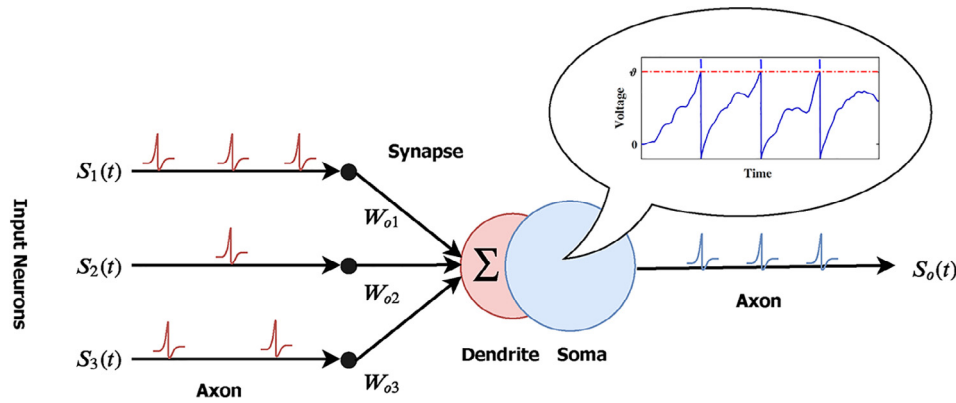 ϑ
Voltage
0
Time
Synapse
S₁(t)
Wₒ₁
Input Neurons
S₂(t)
Wₒ₂
Σ
Sₒ(t)
Axon
Dendrite
Soma
S₃(t)
Wₒ₃
Axon